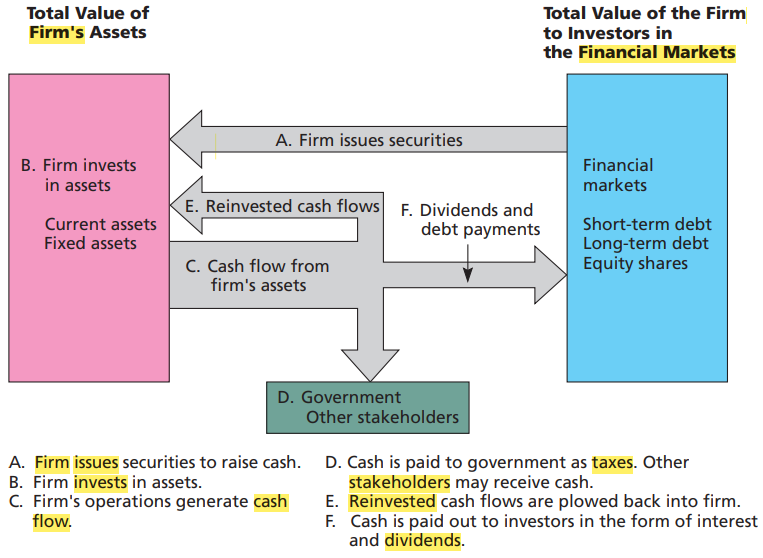 Total Value of
Firm's Assets
Total Value of the Firm
to Investors in
the Financial Markets
A. Firm issues securities
B. Firm invests
in assets
Current assets
Fixed assets
E. Reinvested cash flows
F. Dividends and
debt payments
C. Cash flow from
firm's assets
Financial
markets
Short-term debt
Long-term debt
Equity shares
D. Government
Other stakeholders
A. Firm issues securities to raise cash.
B. Firm invests in assets.
C. Firm's operations generate cash
flow.
D. Cash is paid to government as taxes. Other
stakeholders may receive cash.
E. Reinvested cash flows are plowed back into firm.
F. Cash is paid out to investors in the form of interest
and dividends.